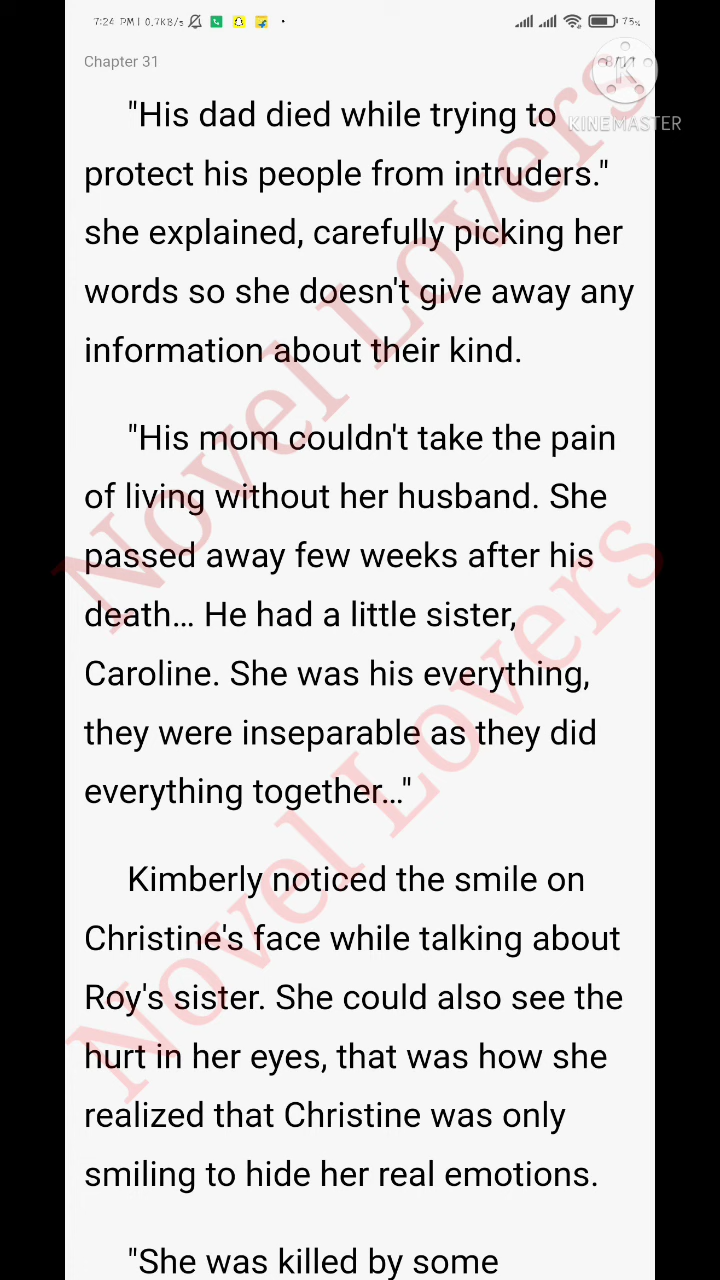 7:24 PM | 0.7KB/s
75%
Chapter 31
KINEMASTER
"His dad died while trying to
protect his people from intruders."
she explained, carefully picking her
words so she doesn't give away any
information about their kind.
"His mom couldn't take the pain
of living without her husband. She
passed away few weeks after his
death... He had a little sister,
Caroline. She was his everything,
they were inseparable as they did
everything together..."
Kimberly noticed the smile on
Christine's face while talking about
Roy's sister. She could also see the
hurt in her eyes, that was how she
realized that Christine was only
smiling to hide her real emotions.
"She was killed by some
Novel Lovers
Novel Lovers